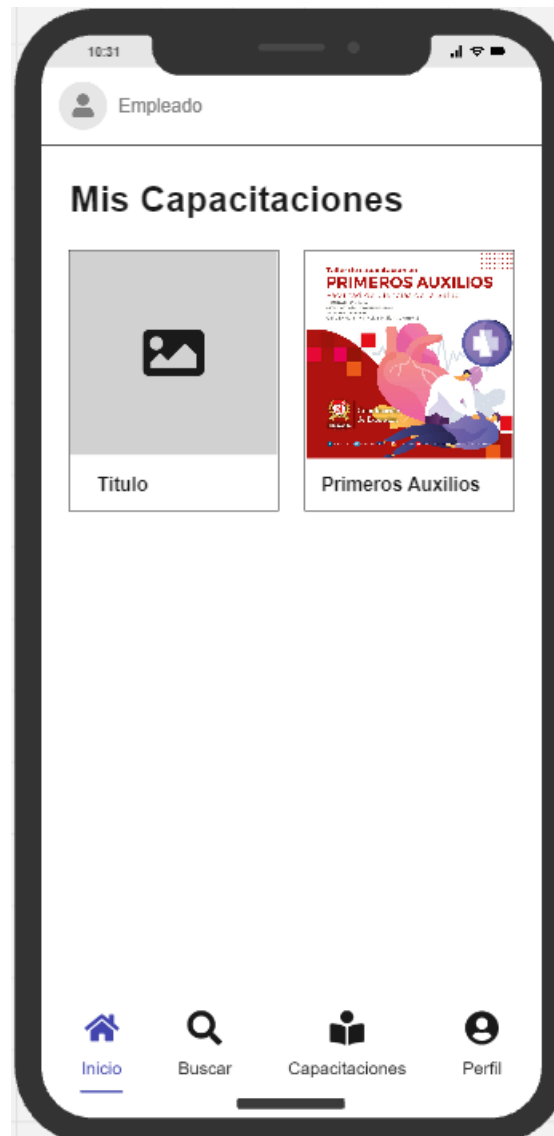 10:31
Empleado
Mis Capacitaciones
PRIMEROS AUXILIOS
Titulo
Primeros Auxilios
Inicio
Buscar
Capacitaciones
Perfil